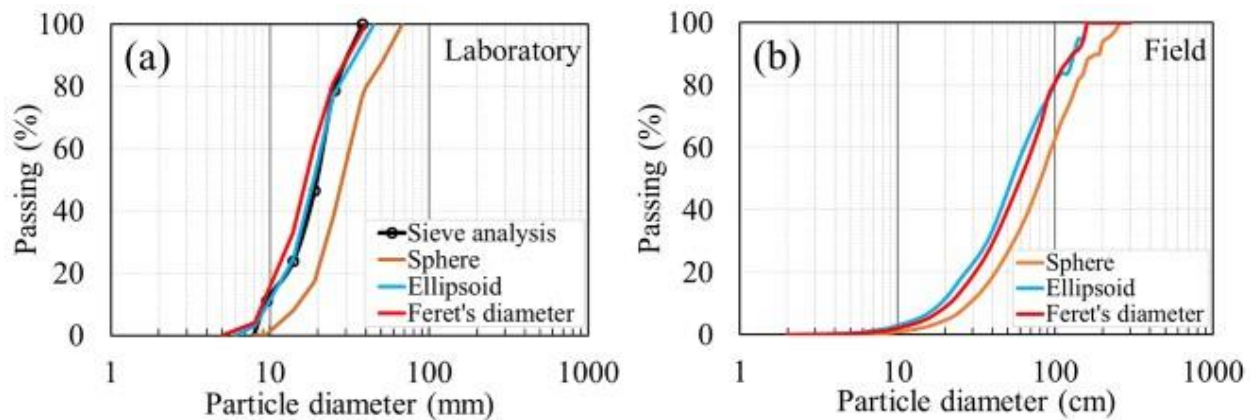 (a)
Laboratory
Passing (%)
100
80
60
40
20
0
Sieve analysis
Sphere
Ellipsoid
Feret's diameter
1
10
100
1000
Particle diameter (mm)
(b)
Field
Passing (%)
100
80
60
40
20
0
Sphere
Ellipsoid
Feret's diameter
1
10
100
1000
Particle diameter (cm)